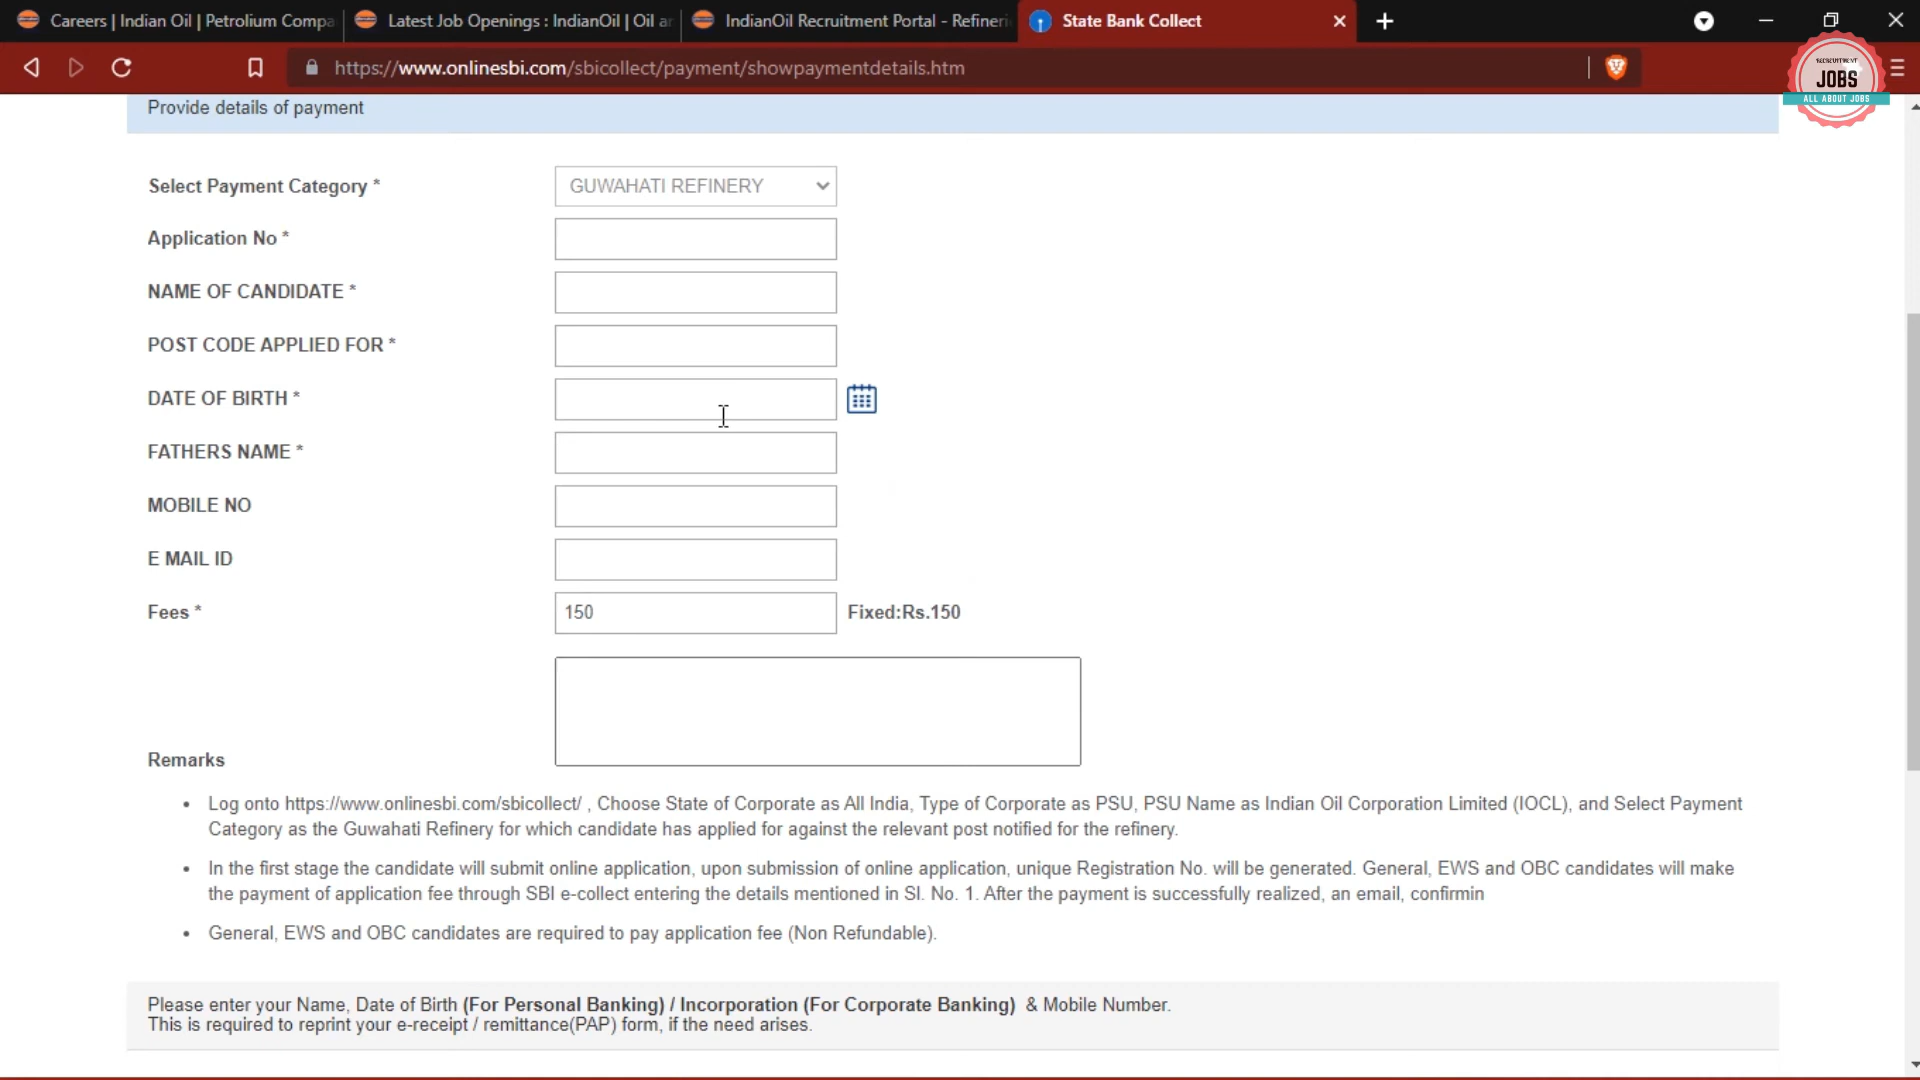 Careers | Indian Oil | Petrolium Compa
Latest Job Openings : IndianOil | Oil a
IndianOil Recruitment Portal - Refineri
State Bank Collect
https://www.onlinesbi.com/sbicollect/payment/showpaymentdetails.htm
RECRUITMENT
JOBS
ALL ABOUT JOBS
Provide details of payment
Select Payment Category *
GUWAHATI REFINERY
Application No *
NAME OF CANDIDATE *
POST CODE APPLIED FOR *
DATE OF BIRTH *
FATHERS NAME *
MOBILE NO
E MAIL ID
Fees *
150
Fixed:Rs.150
Remarks
• Log onto https://www.onlinesbi.com/sbicollect/ , Choose State of Corporate as All India, Type of Corporate as PSU, PSU Name as Indian Oil Corporation Limited (IOCL), and Select Payment
Category as the Guwahati Refinery for which candidate has applied for against the relevant post notified for the refinery.
• In the first stage the candidate will submit online application, upon submission of online application, unique Registration No. will be generated. General, EWS and OBC candidates will make
the payment of application fee through SBI e-collect entering the details mentioned in SI. No. 1. After the payment is successfully realized, an email, confirmin
• General, EWS and OBC candidates are required to pay application fee (Non Refundable).
Please enter your Name, Date of Birth (For Personal Banking) / Incorporation (For Corporate Banking) & Mobile Number.
This is required to reprint your e-receipt / remittance(PAP) form, if the need arises.